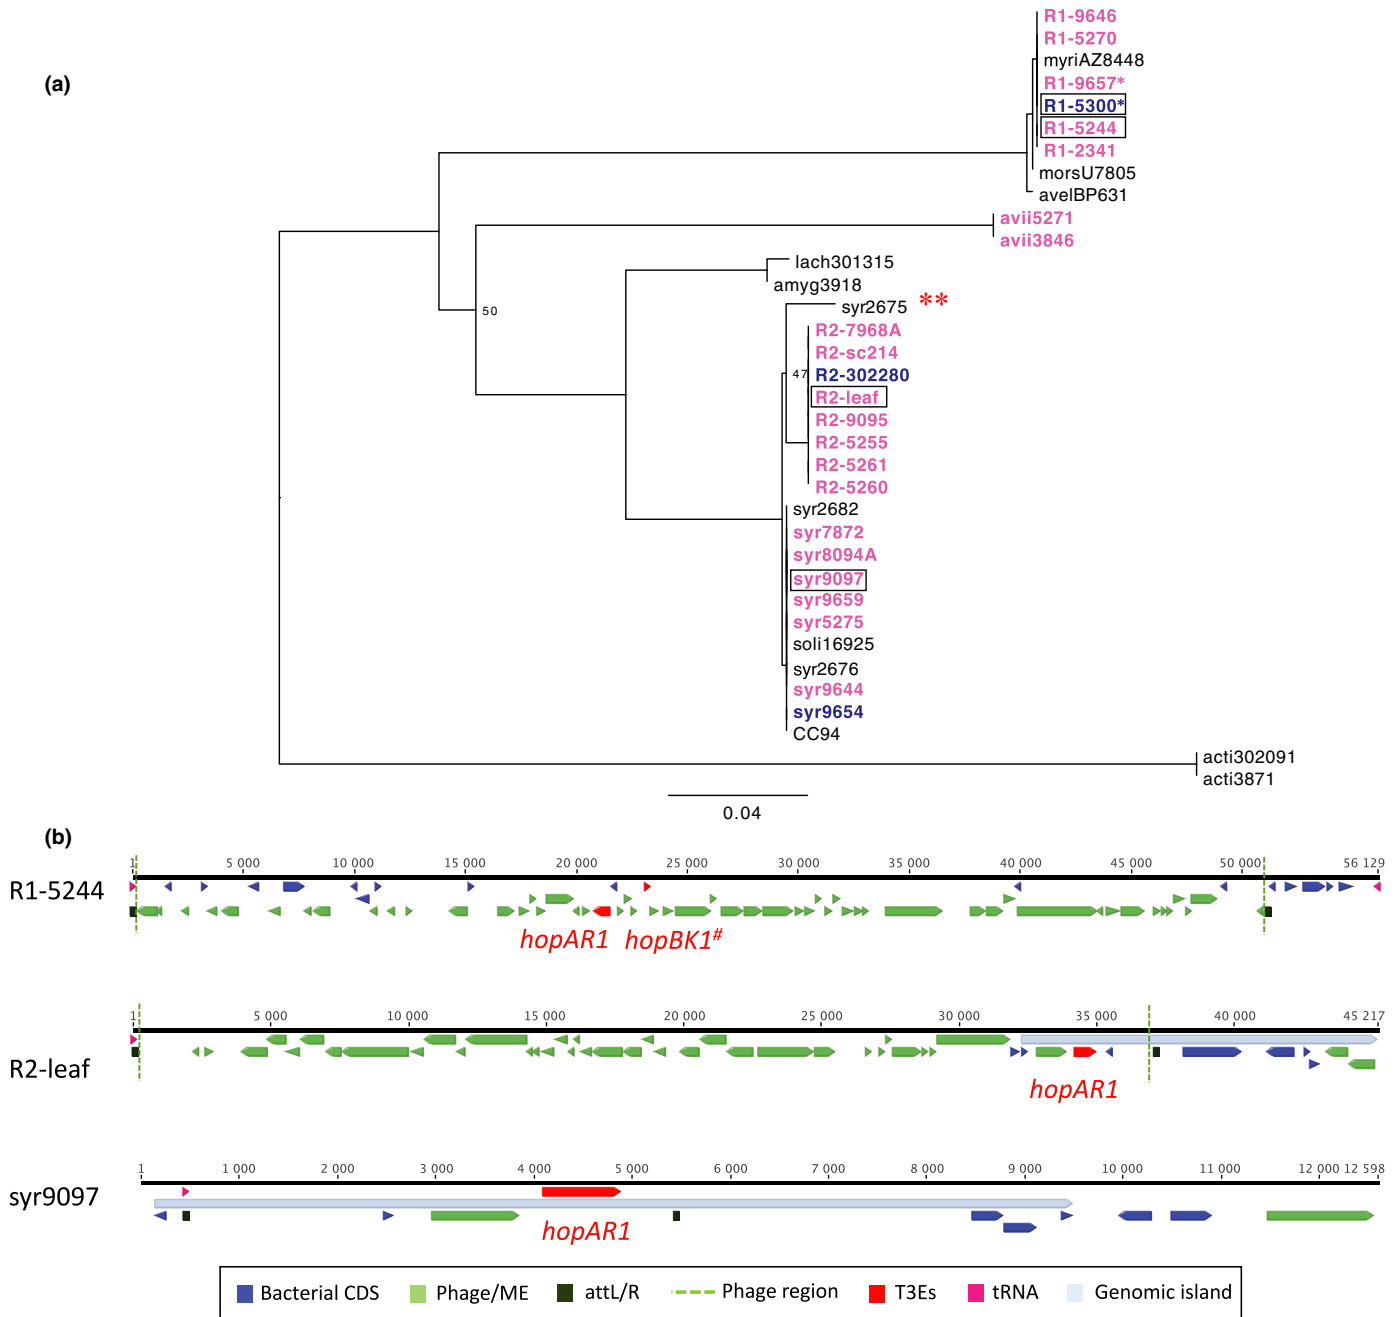 (a)
R1-9646
R1-5270
myriAZ8448
R1-9657*
R1-5300*
R1-5244
R1-2341
morsU7805
avelBP631
avii5271
avii3846
lach301315
amyg3918
syr2675 **
50
R2-7968A
R2-sc214
47
R2-302280
R2-leaf
R2-9095
R2-5255
R2-5261
R2-5260
syr2682
syr7872
syr8094A
syr9097
syr9659
syr5275
soli16925
syr2676
syr9644
syr9654
CC94
acti302091
acti3871
0.04
(b)
1 5 000 10 000 15 000 20 000 25 000 30 000 35 000 40 000 45 000 50 000 56 129
R1-5244
hopAR1 hopBK1#
1 5 000 10 000 15 000 20 000 25 000 30 000 35 000 40 000 45 217
R2-leaf
hopAR1
1 1 000 2 000 3 000 4 000 5 000 6 000 7 000 8 000 9 000 10 000 11 000 12 000 12 598
syr9097
hopAR1
Bacterial CDS Phage/ME attL/R Phage region T3Es tRNA Genomic island